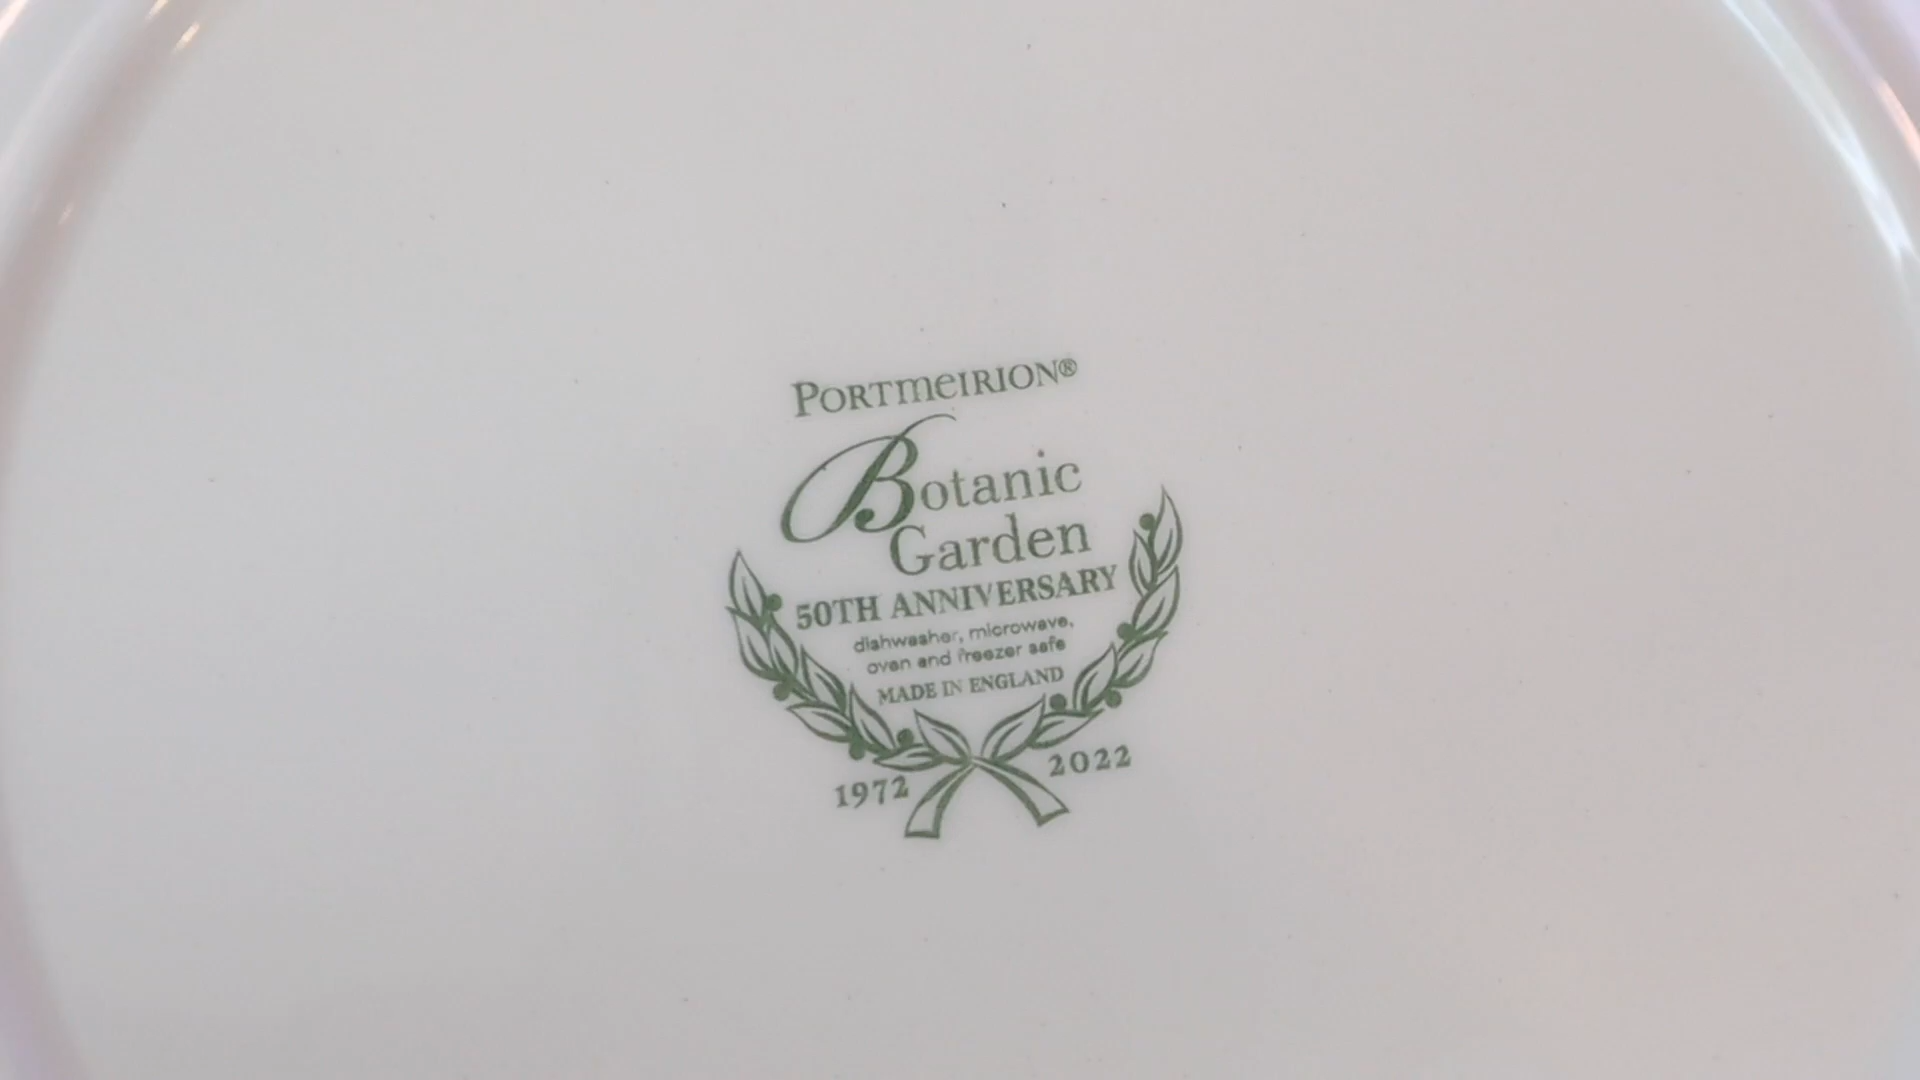 PORTMEIRION®
Botanic
Garden
50TH ANNIVERSARY
dishwasher, microwave,
oven and freezer safe
MADE IN ENGLAND
1972 2022